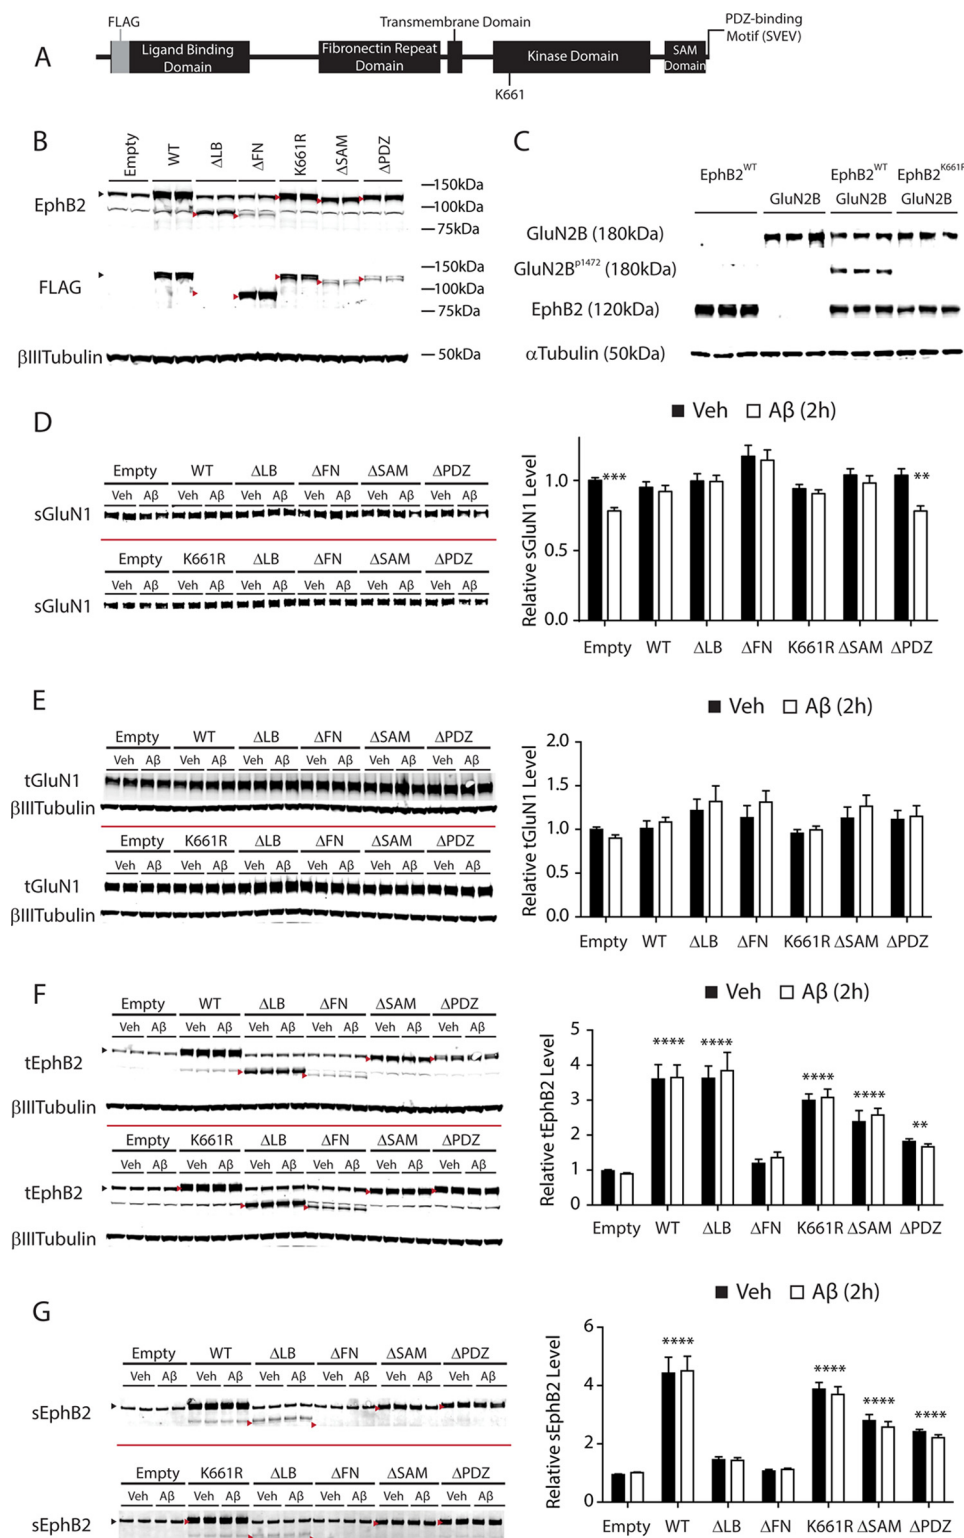 A
FLAG
Transmembrane Domain
PDZ-binding
Motif (SVEV)
Ligand Binding
Domain
Fibronectin Repeat
Domain
Kinase Domain
SAM
Domain
K661
B
Empty WT ΔLB ΔFN K661R ΔSAM ΔPDZ
EphB2
150kDa
100kDa
75kDa
FLAG
150kDa
100kDa
75kDa
βIIITubulin
50kDa
C
EphB2WT EphB2WT EphB2K661R
GluN2B GluN2B GluN2B
GluN2B (180kDa)
GluN2Bp1472 (180kDa)
EphB2 (120kDa)
αTubulin (50kDa)
D
Empty WT ΔLB ΔFN ΔSAM ΔPDZ
Veh Aβ Veh Aβ Veh Aβ Veh Aβ Veh Aβ Veh Aβ
sGluN1
Empty K661R ΔLB ΔFN ΔSAM ΔPDZ
Veh Aβ Veh Aβ Veh Aβ Veh Aβ Veh Aβ Veh Aβ
sGluN1
Veh Aβ (2h)
Relative sGluN1 Level
1.0
0.5
0.0
*** **
Empty WT ΔLB ΔFN K661R ΔSAM ΔPDZ
E
Empty WT ΔLB ΔFN ΔSAM ΔPDZ
Veh Aβ Veh Aβ Veh Aβ Veh Aβ Veh Aβ Veh Aβ
tGluN1
βIIITubulin
Empty K661R ΔLB ΔFN ΔSAM ΔPDZ
Veh Aβ Veh Aβ Veh Aβ Veh Aβ Veh Aβ Veh Aβ
tGluN1
βIIITubulin
Veh Aβ (2h)
Relative tGluN1 Level
2.0
1.5
1.0
0.5
0.0
Empty WT ΔLB ΔFN K661R ΔSAM ΔPDZ
F
Empty WT ΔLB ΔFN ΔSAM ΔPDZ
Veh Aβ Veh Aβ Veh Aβ Veh Aβ Veh Aβ Veh Aβ
tEphB2
βIIITubulin
Empty K661R ΔLB ΔFN ΔSAM ΔPDZ
Veh Aβ Veh Aβ Veh Aβ Veh Aβ Veh Aβ Veh Aβ
tEphB2
βIIITubulin
Veh Aβ (2h)
Relative tEphB2 Level
5
4
3
2
1
0
**** **** **** **** **
Empty WT ΔLB ΔFN K661R ΔSAM ΔPDZ
G
Empty WT ΔLB ΔFN ΔSAM ΔPDZ
Veh Aβ Veh Aβ Veh Aβ Veh Aβ Veh Aβ Veh Aβ
sEphB2
Empty K661R ΔLB ΔFN ΔSAM ΔPDZ
Veh Aβ Veh Aβ Veh Aβ Veh Aβ Veh Aβ Veh Aβ
sEphB2
Veh Aβ (2h)
Relative sEphB2 Level
6
4
2
0
**** **** **** ****
Empty WT ΔLB ΔFN K661R ΔSAM ΔPDZ